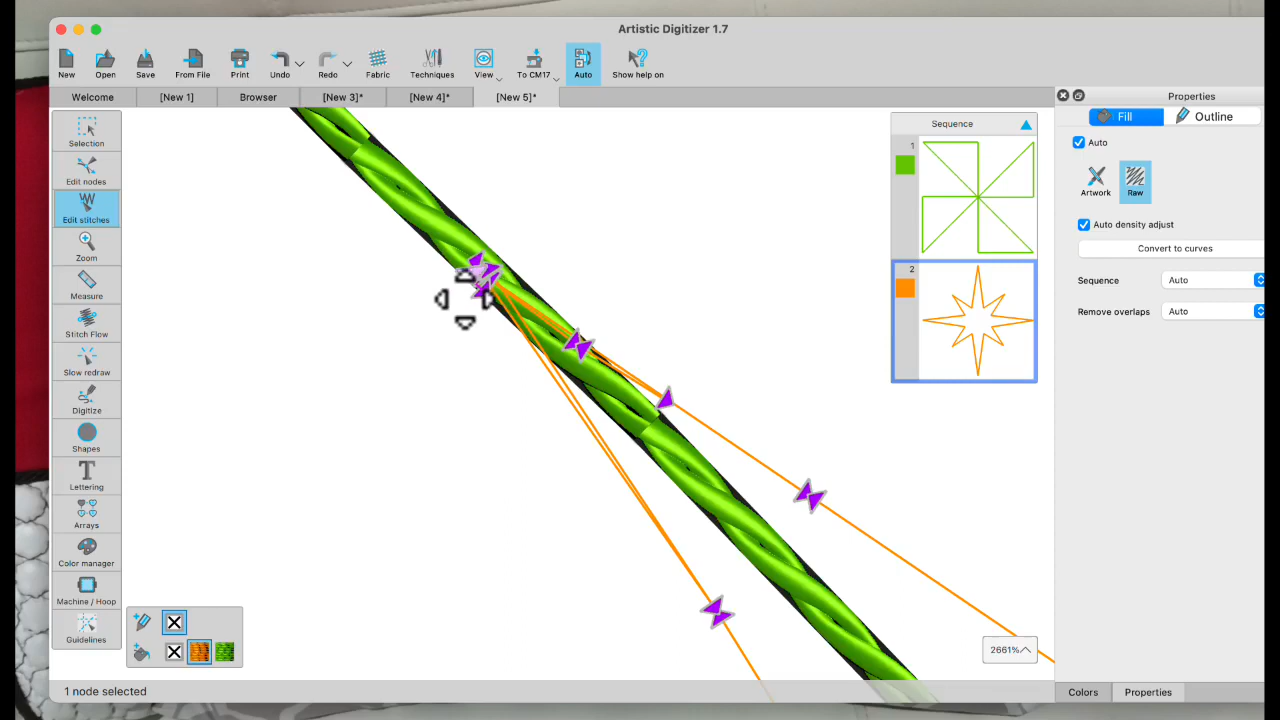 Artistic Digitizer 1.7
New Open Save From File Print Undo Redo Fabric Techniques View To CM17 Auto Show help on
Welcome [New 1] Browser [New 3]* [New 4]* [New 5]*
Properties
Fill Outline
Auto
Artwork Raw
Auto density adjust
Convert to curves
Sequence Auto
Remove overlaps Auto
Selection
Edit nodes
Edit stitches
Zoom
Measure
Stitch Flow
Slow redraw
Digitize
Shapes
Lettering
Arrays
Color manager
Machine / Hoop
Guidelines
Sequence
1
2
2661%
1 node selected
Colors Properties